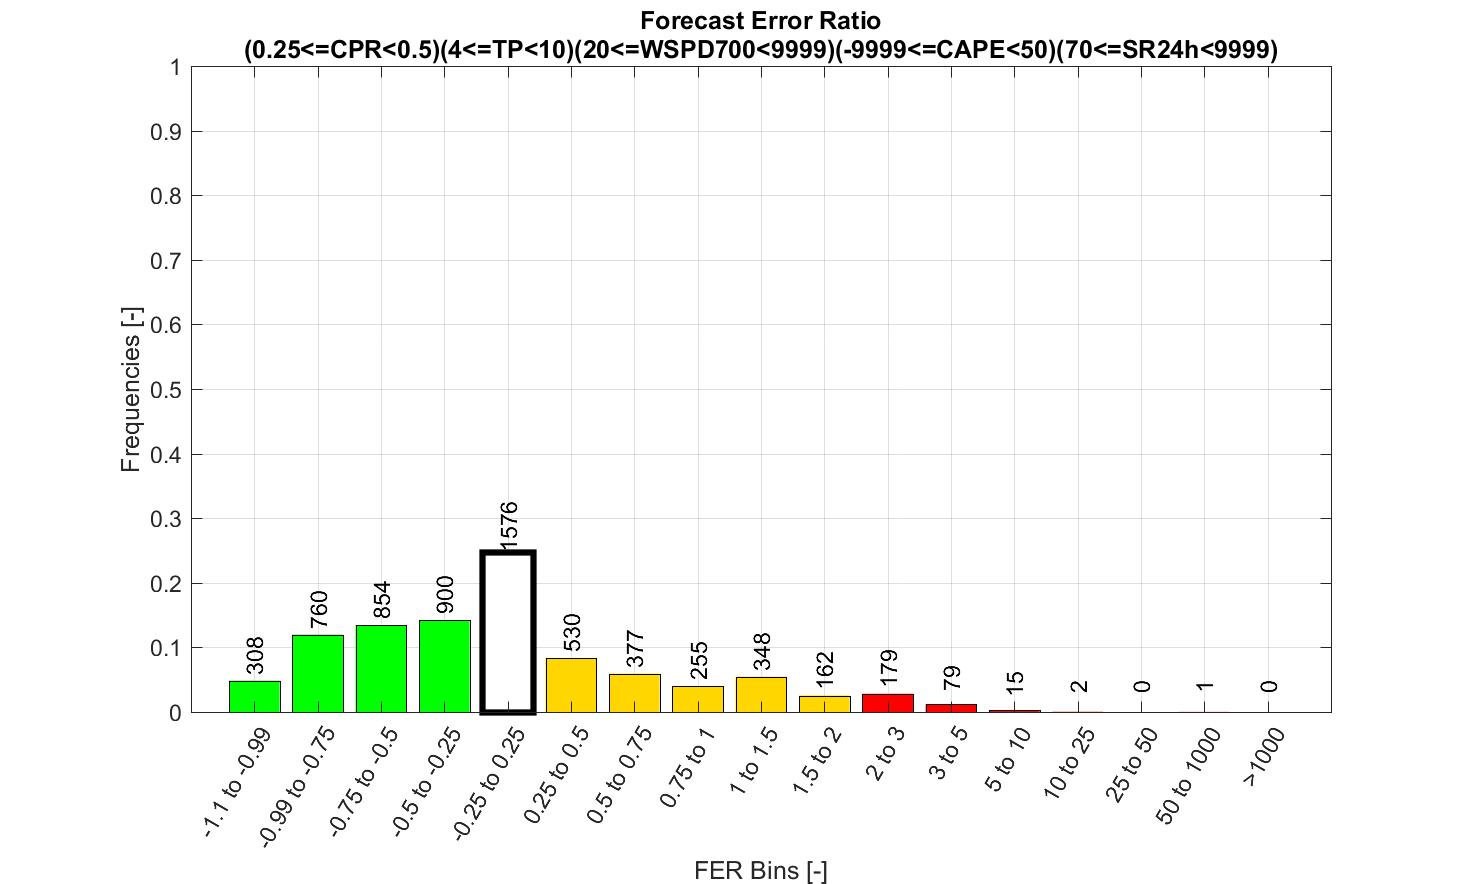 Forecast Error Ratio
(0.25<=CPR<0.5)(4<=TP<10)(20<=WSPD700<9999)(-9999<=CAPE<50)(70<=SR24h<9999)
1
0.9
0.8
0.7
0.6
0.5
0.4
0.3
0.2
0.1
0
Frequencies [-]
308
760
854
900
1576
530
377
255
348
162
179
79
15
2
0
1
0
-1.1 to -0.99
-0.99 to -0.75
-0.75 to -0.5
-0.5 to -0.25
-0.25 to 0.25
0.25 to 0.5
0.5 to 0.75
0.75 to 1
1 to 1.5
1.5 to 2
2 to 3
3 to 5
5 to 10
10 to 25
25 to 50
50 to 1000
>1000
FER Bins [-]